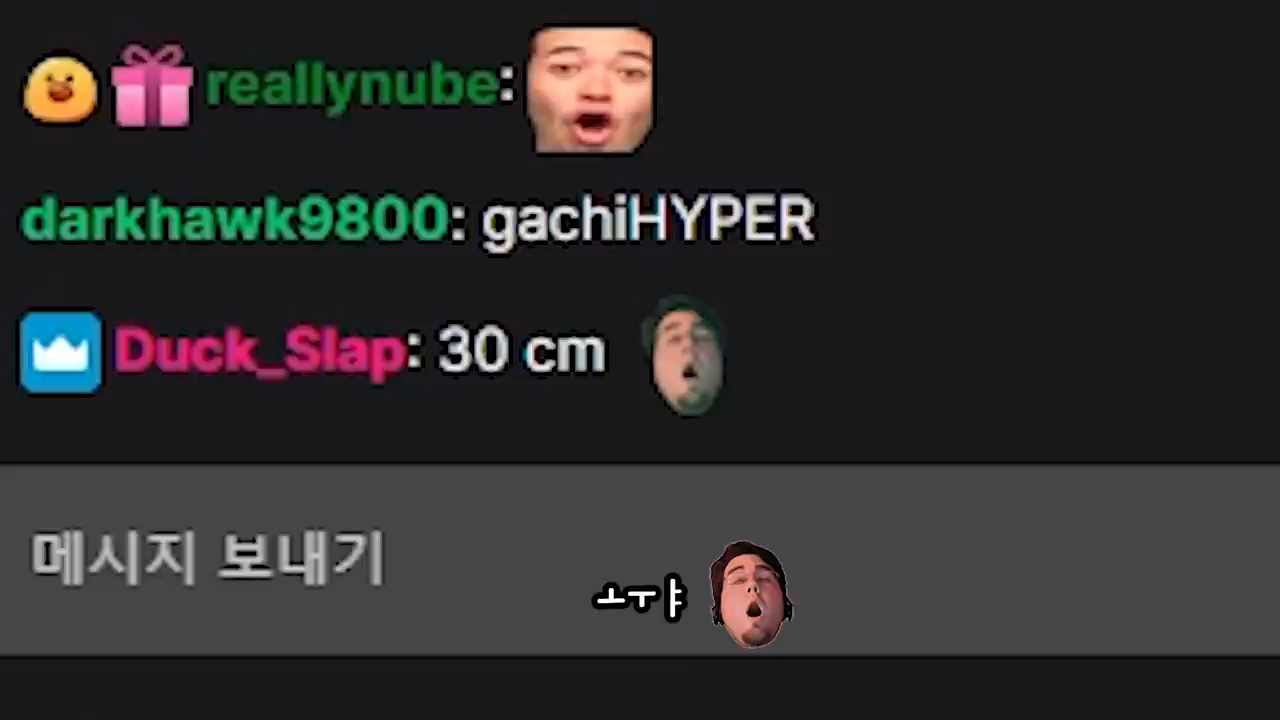 reallynube:
darkhawk9800: gachiHYPER
Duck_Slap: 30 cm
메시지 보내기
ㅗㅜㅑ